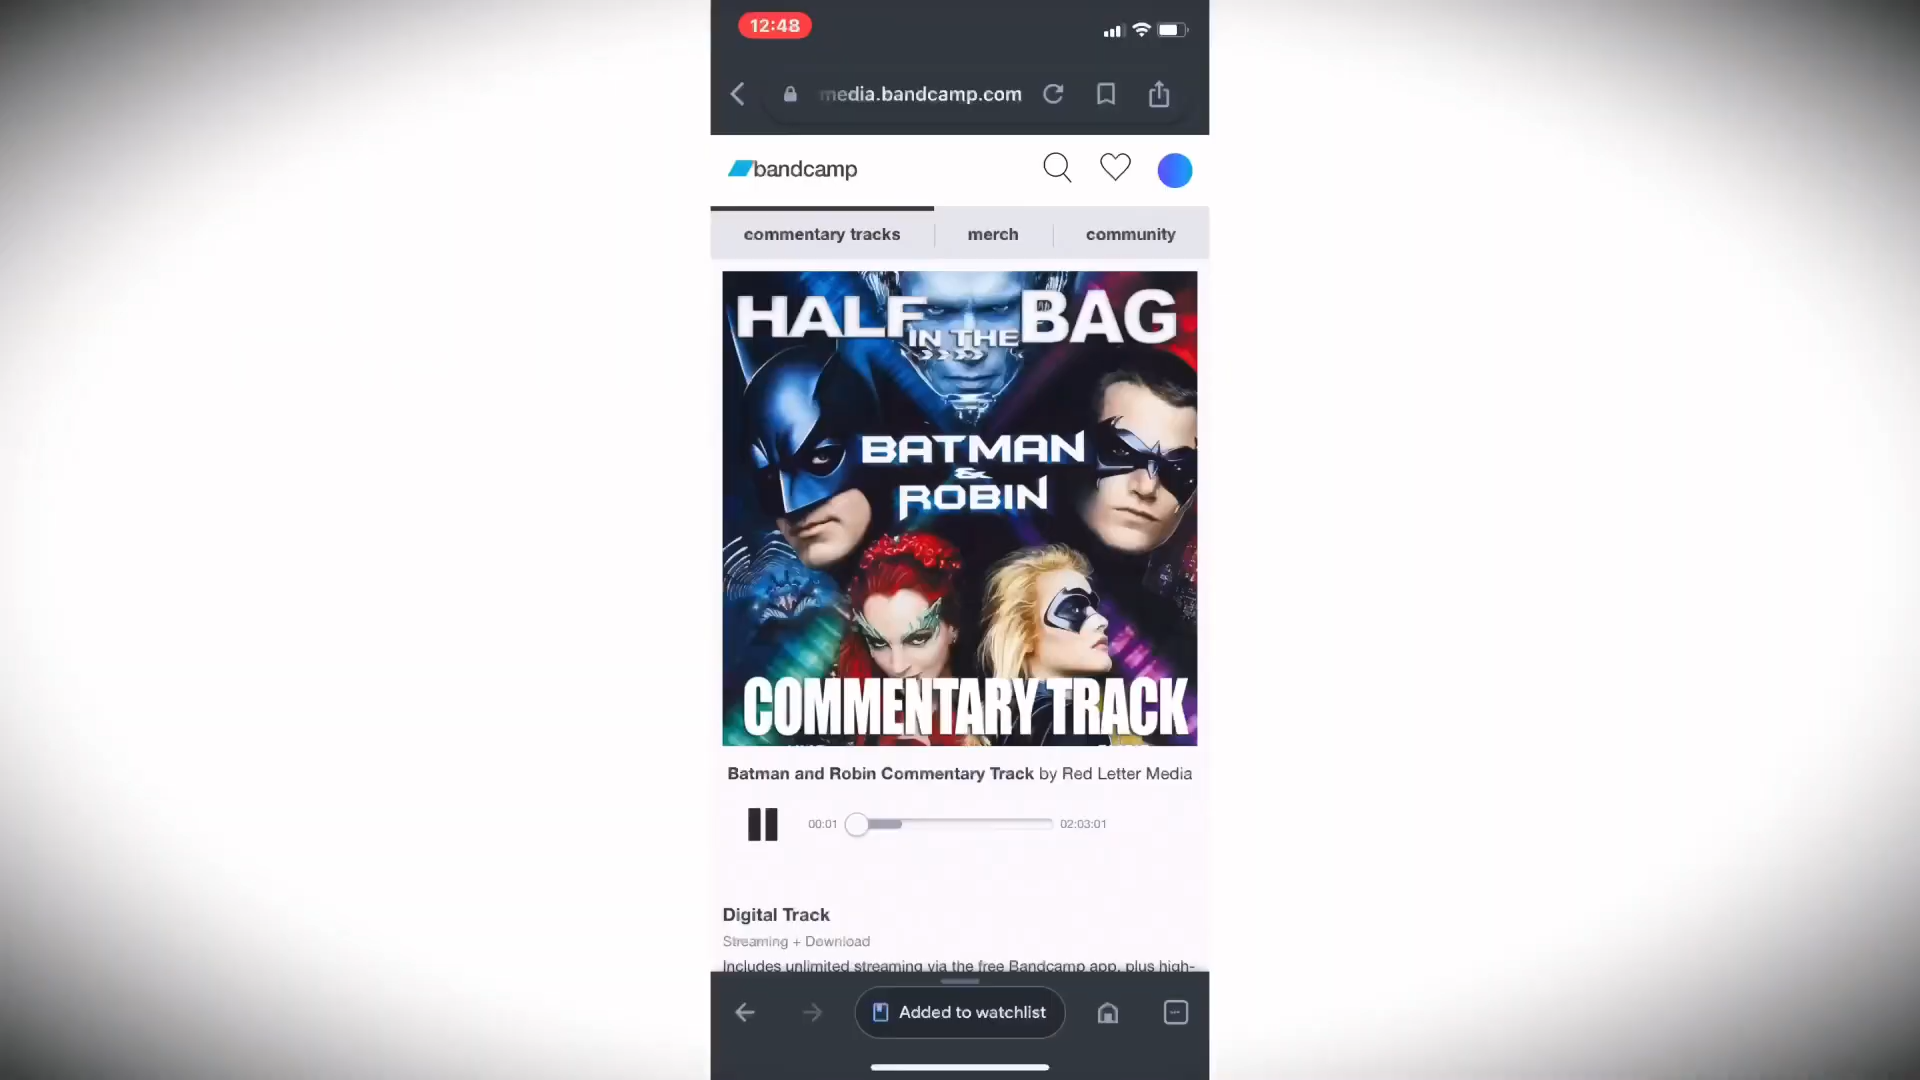 12:48
media.bandcamp.com
bandcamp
commentary tracks
merch
community
HALF IN THE BAG
BATMAN
&
ROBIN
COMMENTARY TRACK
Batman and Robin Commentary Track by Red Letter Media
00:01
02:03:01
Digital Track
Streaming + Download
Includes unlimited streaming via the free Bandcamp app, plus high-
Added to watchlist